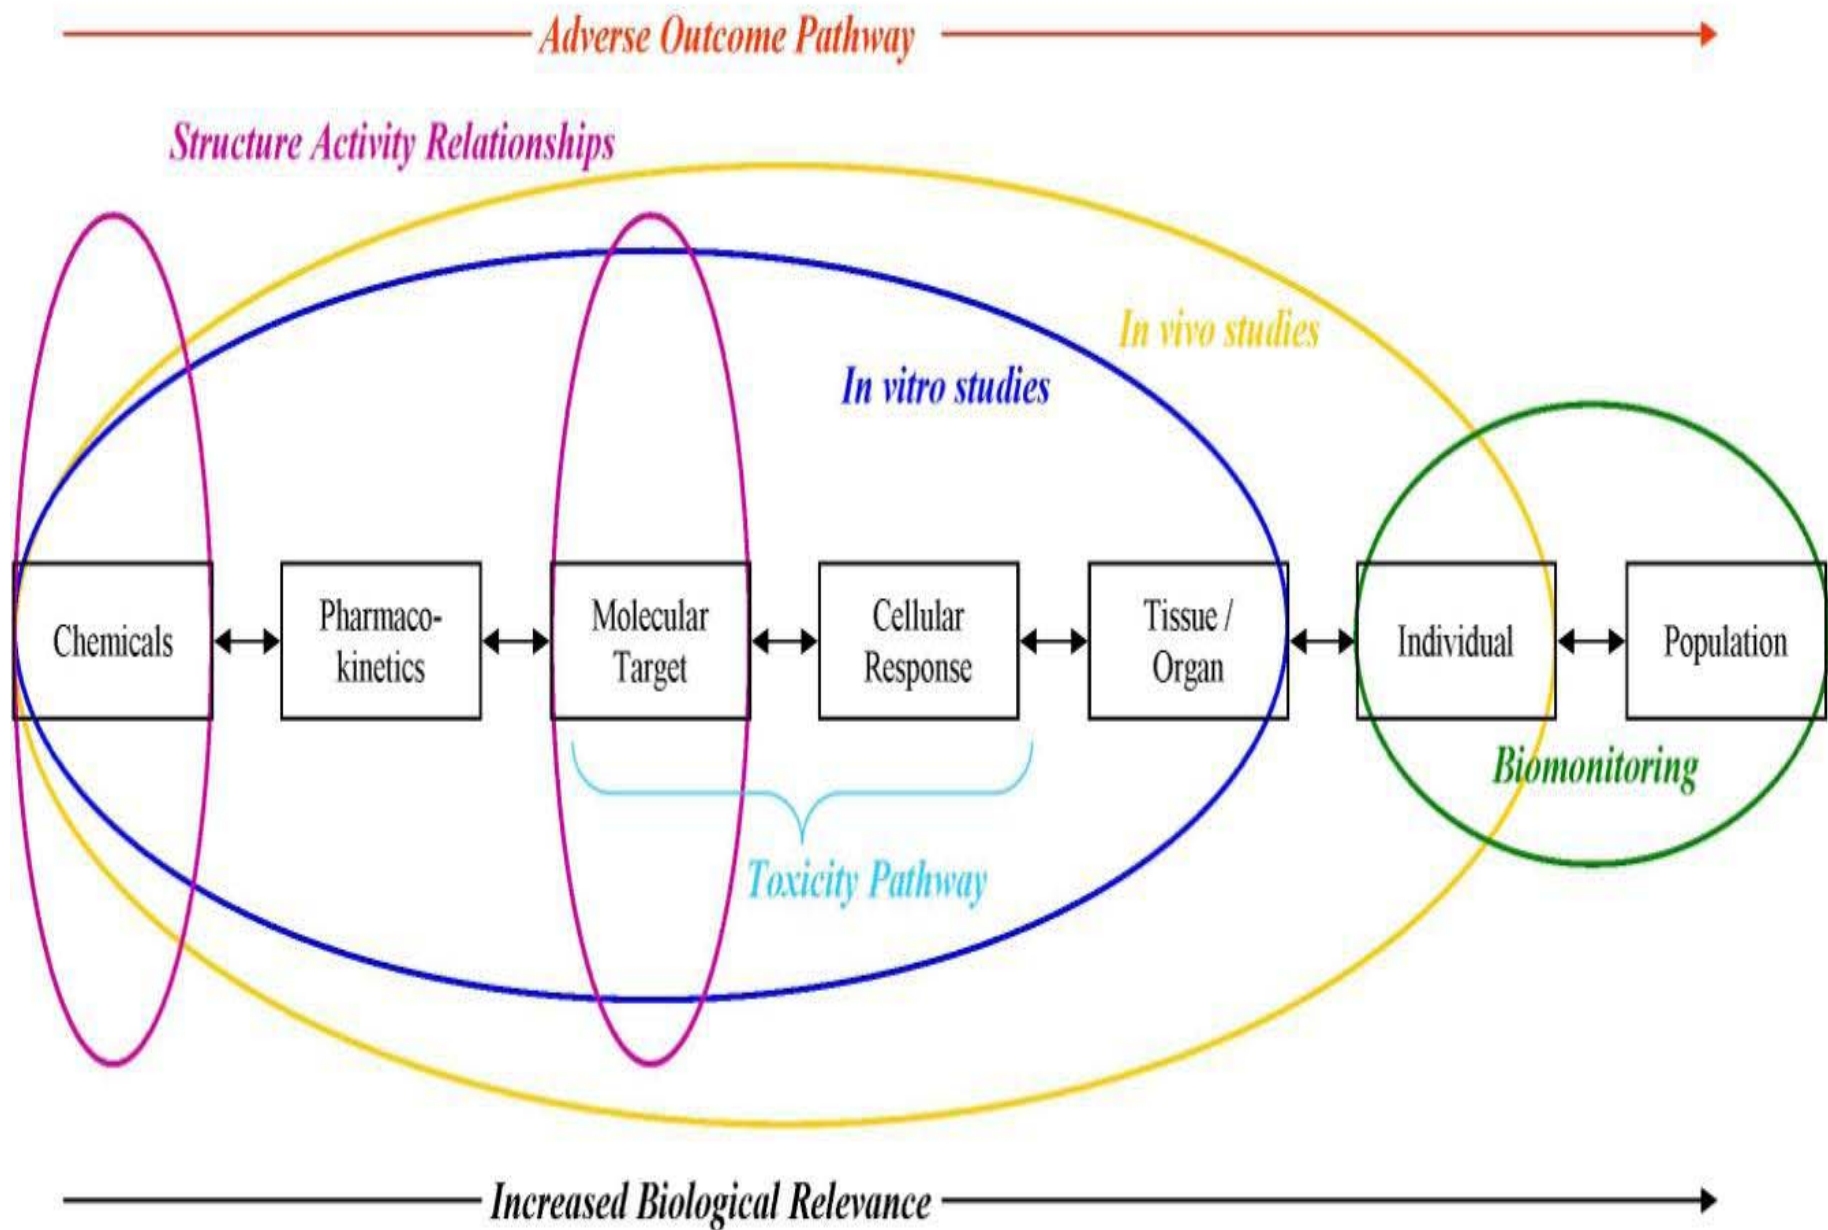 Adverse Outcome Pathway
Structure Activity Relationships
In vivo studies
In vitro studies
Chemicals
Pharmaco-
kinetics
Molecular
Target
Cellular
Response
Tissue /
Organ
Individual
Population
Biomonitoring
Toxicity Pathway
Increased Biological Relevance